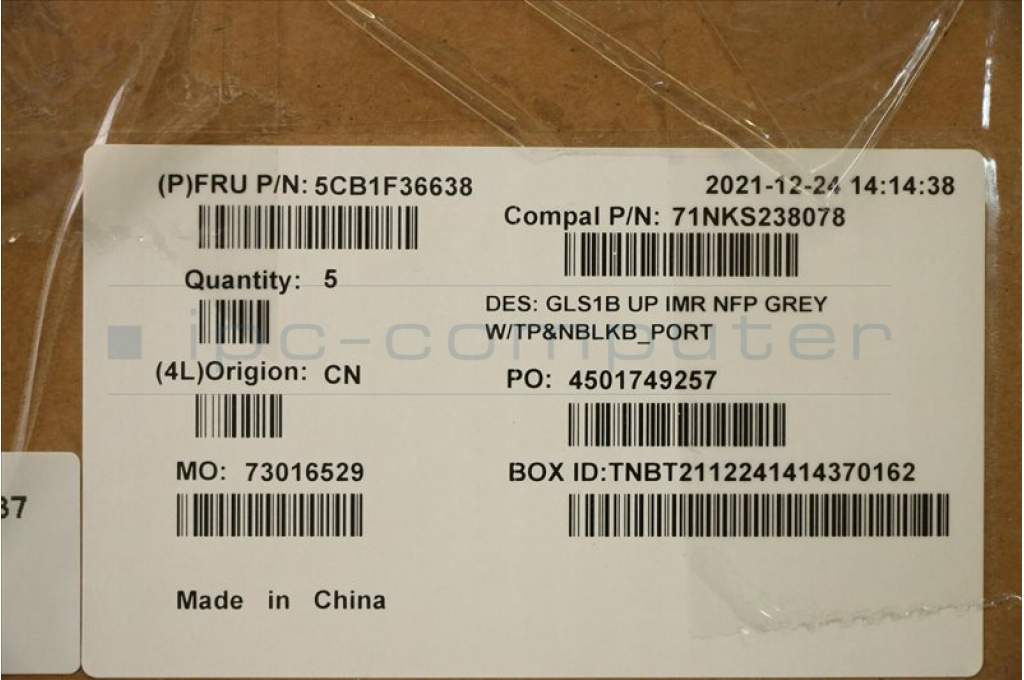 (P)FRU P/N: 5CB1F36638
2021-12-24 14:14:38
Compal P/N: 71NKS238078
Quantity: 5
DES: GLS1B UP IMR NFP GREY
W/TP&NBLKB_PORT
ipc-computer
(4L)Origion: CN
PO: 4501749257
MO: 73016529
BOX ID:TNBT2112241414370162
37
Made in China